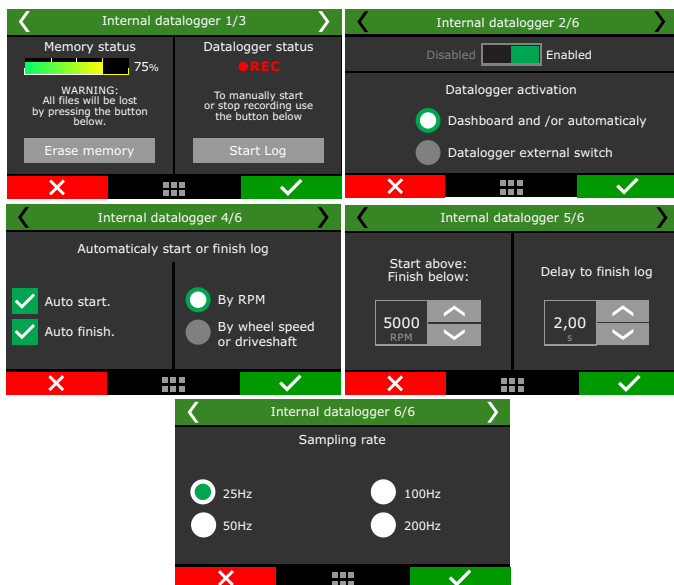 Internal datalogger 1/3
Memory status
75%
WARNING:
All files will be lost
by pressing the button
below.
Erase memory
Datalogger status
REC
To manually start
or stop recording use
the button below
Start Log
Internal datalogger 2/6
Disabled
Enabled
Datalogger activation
Dashboard and /or automaticaly
Datalogger external switch
Internal datalogger 4/6
Automaticaly start or finish log
Auto start.
Auto finish.
By RPM
By wheel speed
or driveshaft
Internal datalogger 5/6
Start above:
Finish below:
5000
RPM
Delay to finish log
2,00
s
Internal datalogger 6/6
Sampling rate
25Hz
50Hz
100Hz
200Hz